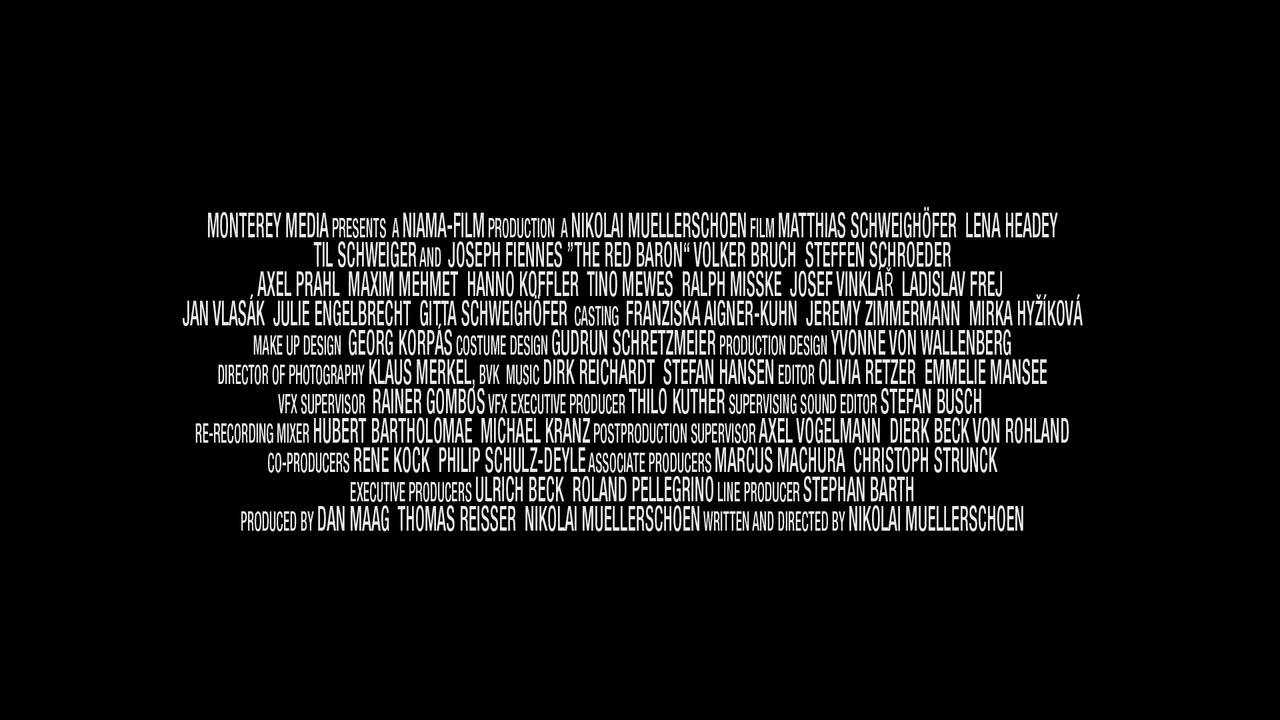 MONTEREY MEDIA PRESENTS A NIAMA-FILM PRODUCTION A NIKOLAI MUELLERSCHOEN FILM MATTHIAS SCHWEIGHÖFER LENA HEADEY
TIL SCHWEIGER AND JOSEPH FIENNES ”THE RED BARON“ VOLKER BRUCH STEFFEN SCHROEDER
AXEL PRAHL MAXIM MEHMET HANNO KOFFLER TINO MEWES RALPH MISSKE JOSEF VINKLÁŘ LADISLAV FREJ
JAN VLASÁK JULIE ENGELBRECHT GITTA SCHWEIGHÖFER CASTING FRANZISKA AIGNER-KUHN JEREMY ZIMMERMANN MIRKA HYŽÍKOVÁ
MAKE UP DESIGN GEORG KORPÁS COSTUME DESIGN GUDRUN SCHRETZMEIER PRODUCTION DESIGN YVONNE VON WALLENBERG
DIRECTOR OF PHOTOGRAPHY KLAUS MERKEL, BVK MUSIC DIRK REICHARDT STEFAN HANSEN EDITOR OLIVIA RETZER EMMELIE MANSEE
VFX SUPERVISOR RAINER GOMBOS VFX EXECUTIVE PRODUCER THILO KUTHER SUPERVISING SOUND EDITOR STEFAN BUSCH
RE-RECORDING MIXER HUBERT BARTHOLOMAE MICHAEL KRANZ POSTPRODUCTION SUPERVISOR AXEL VOGELMANN DIERK BECK VON ROHLAND
CO-PRODUCERS RENE KOCK PHILIP SCHULZ-DEYLE ASSOCIATE PRODUCERS MARCUS MACHURA CHRISTOPH STRUNCK
EXECUTIVE PRODUCERS ULRICH BECK ROLAND PELLEGRINO LINE PRODUCER STEPHAN BARTH
PRODUCED BY DAN MAAG THOMAS REISSER NIKOLAI MUELLERSCHOEN WRITTEN AND DIRECTED BY NIKOLAI MUELLERSCHOEN